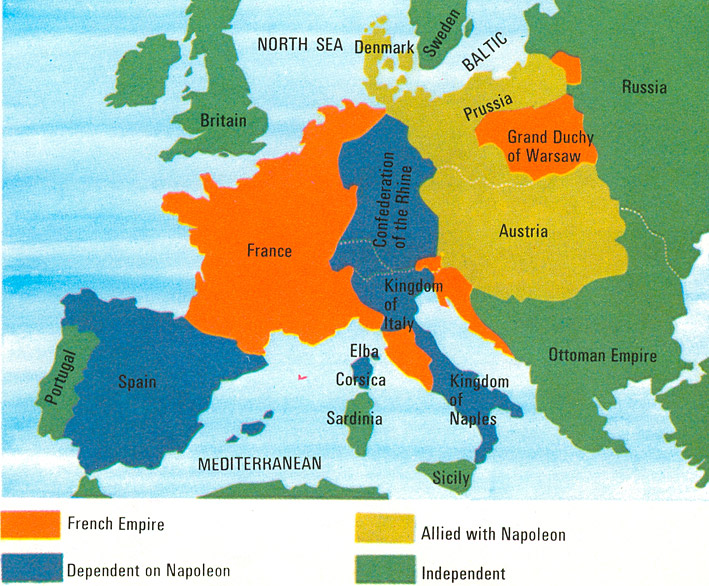 NORTH SEA
Denmark
Sweden
BALTIC
Russia
Britain
Prussia
Grand Duchy
of Warsaw
Confederation
of the Rhine
Austria
France
Kingdom
of
Italy
Portugal
Spain
Elba
Corsica
Sardinia
Kingdom
of
Naples
Ottoman Empire
MEDITERRANEAN
Sicily
French Empire
Allied with Napoleon
Dependent on Napoleon
Independent